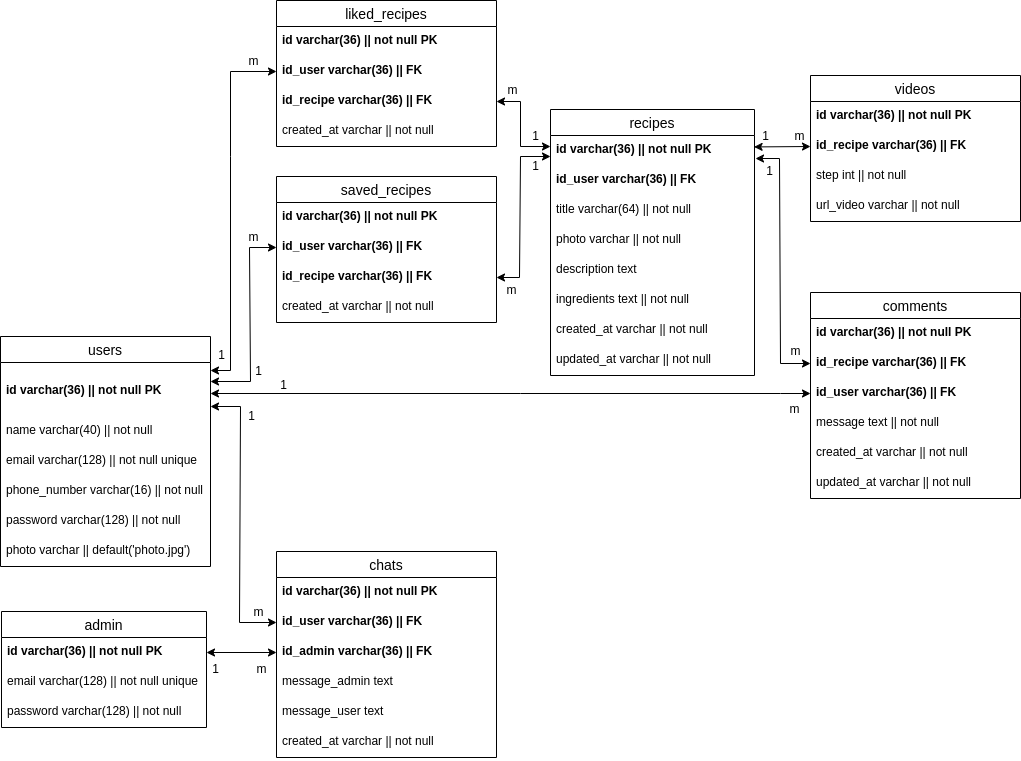 liked_recipes
id varchar(36) || not null PK
id_user varchar(36) || FK
id_recipe varchar(36) || FK
created_at varchar || not null
m
m
1
1
m
recipes
id varchar(36) || not null PK
id_user varchar(36) || FK
title varchar(64) || not null
photo varchar || not null
description text
ingredients text || not null
created_at varchar || not null
updated_at varchar || not null
1
m
1
videos
id varchar(36) || not null PK
id_recipe varchar(36) || FK
step int || not null
url_video varchar || not null
saved_recipes
id varchar(36) || not null PK
id_user varchar(36) || FK
id_recipe varchar(36) || FK
created_at varchar || not null
m
comments
id varchar(36) || not null PK
id_recipe varchar(36) || FK
id_user varchar(36) || FK
message text || not null
created_at varchar || not null
updated_at varchar || not null
m
m
users
id varchar(36) || not null PK
name varchar(40) || not null
email varchar(128) || not null unique
phone_number varchar(16) || not null
password varchar(128) || not null
photo varchar || default('photo.jpg')
1
1
1
1
chats
id varchar(36) || not null PK
id_user varchar(36) || FK
id_admin varchar(36) || FK
message_admin text
message_user text
created_at varchar || not null
m
1
m
admin
id varchar(36) || not null PK
email varchar(128) || not null unique
password varchar(128) || not null